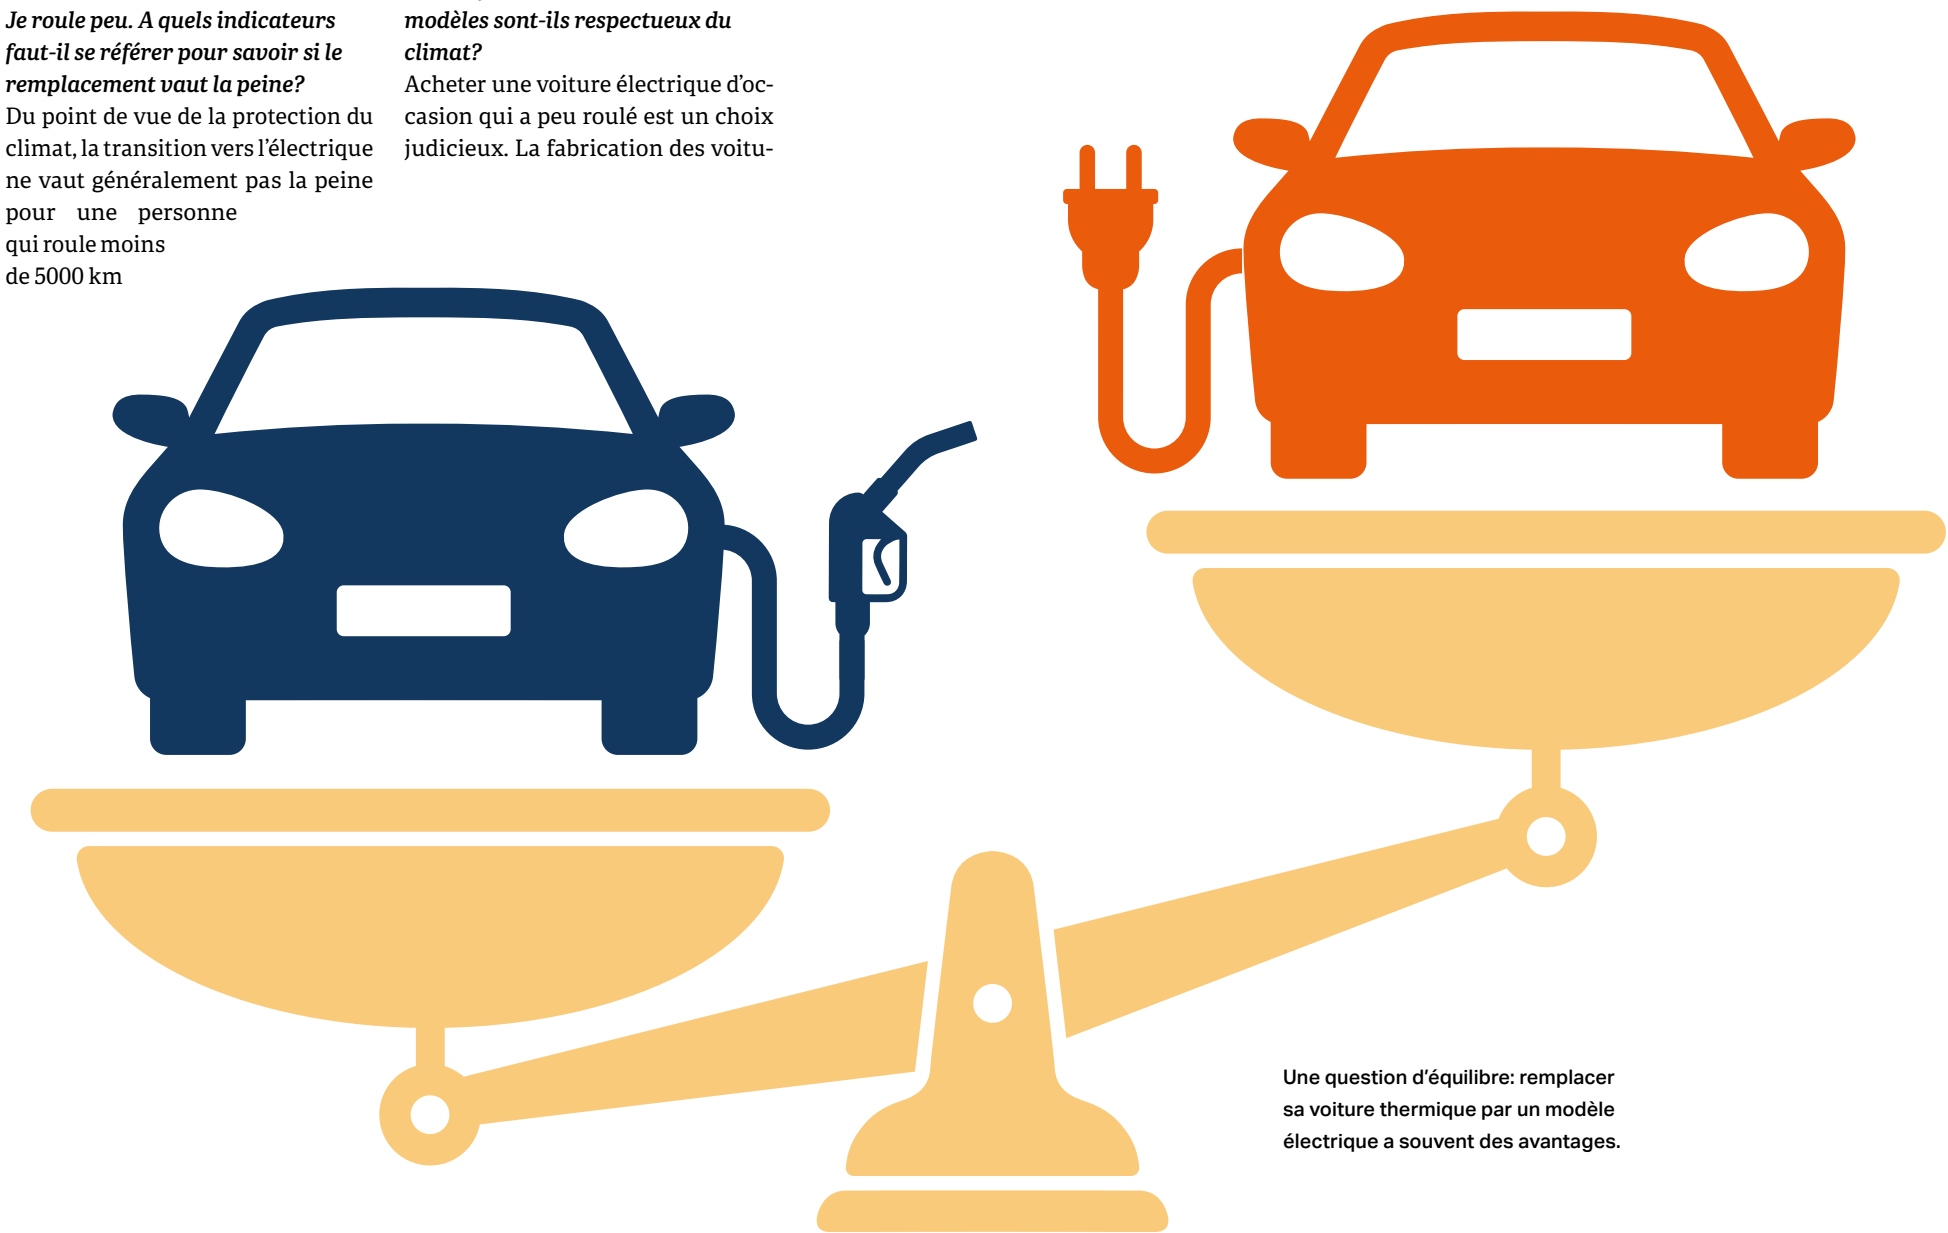 Je roule peu. A quels indicateurs
faut-il se référer pour savoir si le
remplacement vaut la peine?
Du point de vue de la protection du
climat, la transition vers l'électrique
ne vaut généralement pas la peine
pour une personne
qui roule moins
de 5000 km
modèles sont-ils respectueux du
climat?
Acheter une voiture électrique d'oc-
casion qui a peu roulé est un choix
judicieux. La fabrication des voitu-
Une question d'équilibre: remplacer
sa voiture thermique par un modèle
électrique a souvent des avantages.